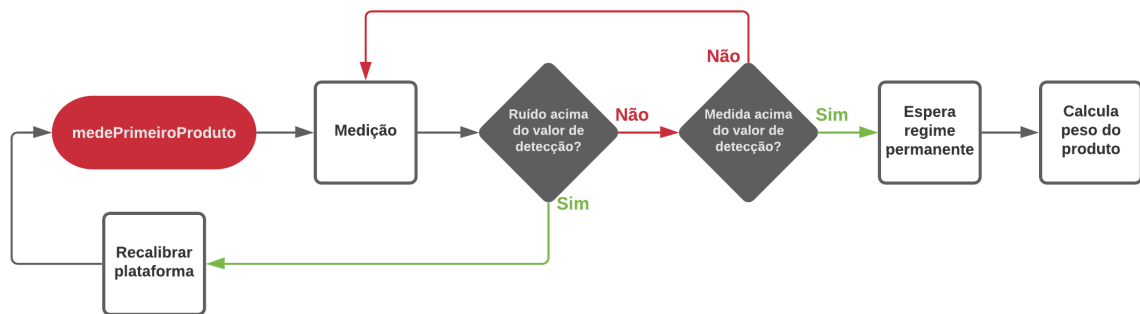 Não
medePrimeiroProduto
Medição
Ruído acima
do valor de
detecção?
Não
Medida acima
do valor de
detecção?
Sim
Espera
regime
permanente
Calcula
peso do
produto
Sim
Recalibrar
plataforma